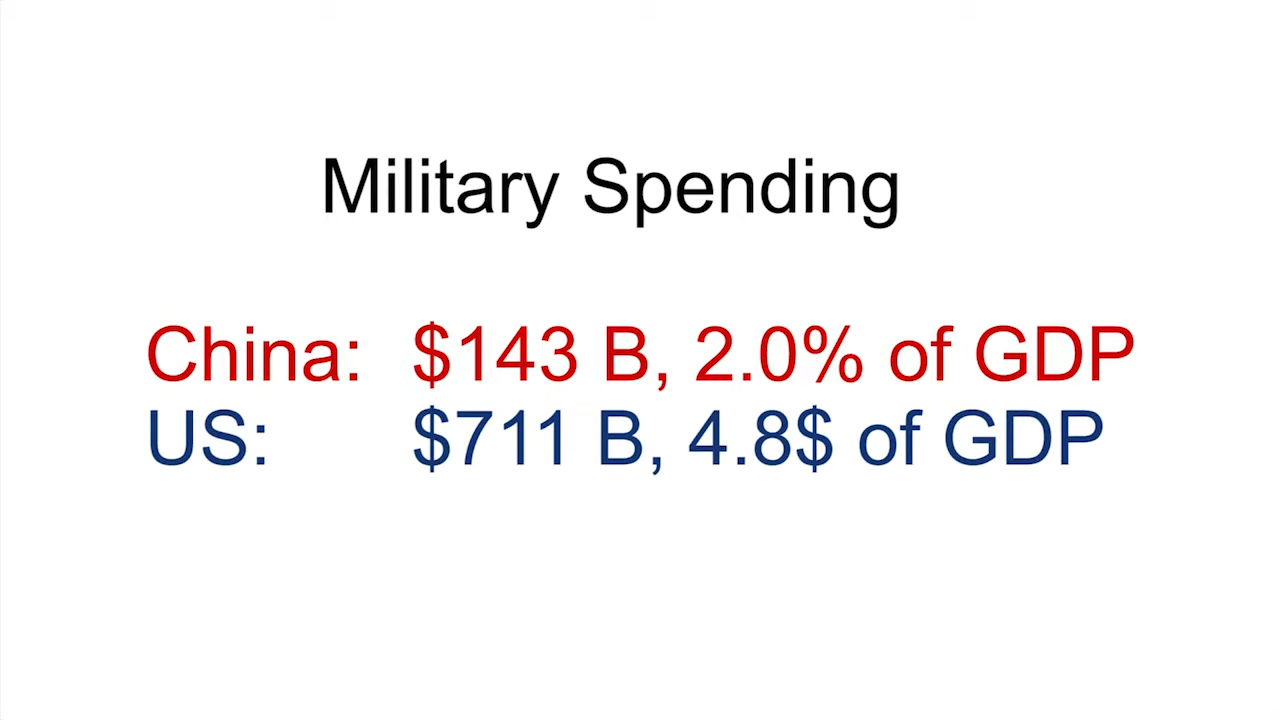 Military Spending
China: $143 B, 2.0% of GDP
US: $711 B, 4.8$ of GDP